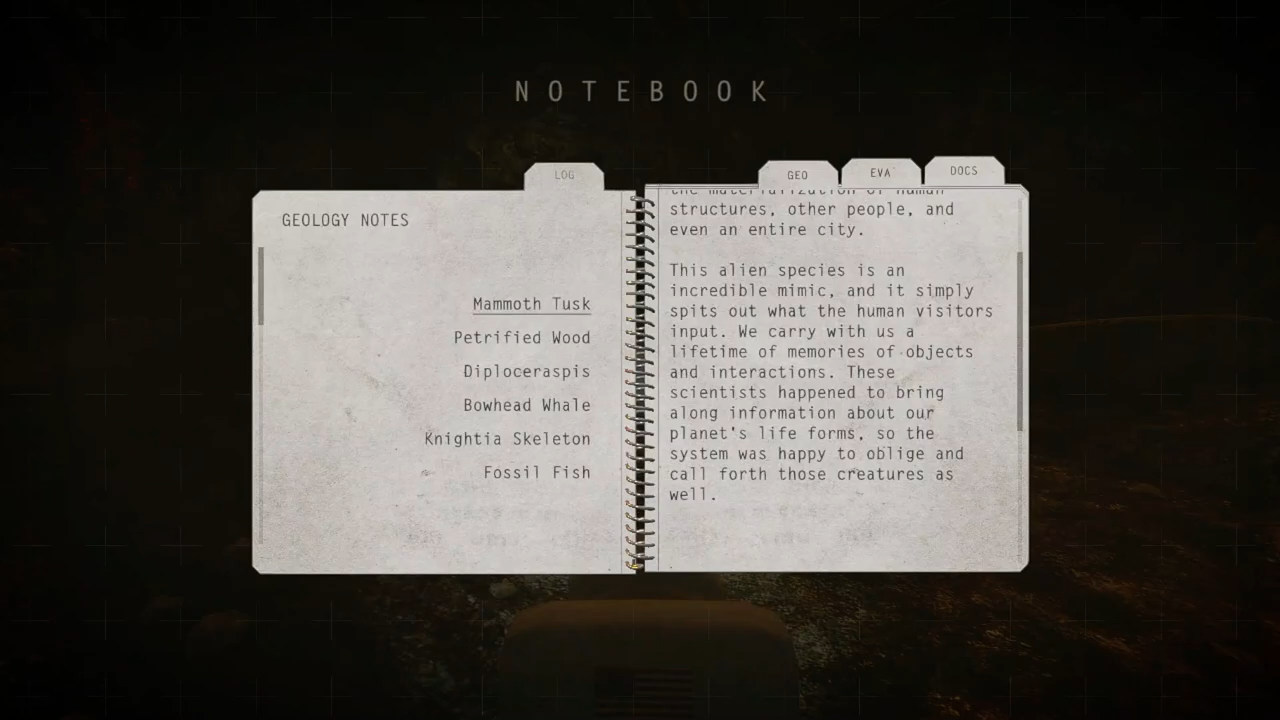 NOTEBOOK
LOG
GEO
EVA
DOCS
GEOLOGY NOTES
Mammoth Tusk
Petrified Wood
Diploceraspis
Bowhead Whale
Knightia Skeleton
Fossil Fish
the materialization of human
structures, other people, and
even an entire city.
This alien species is an
incredible mimic, and it simply
spits out what the human visitors
input. We carry with us a
lifetime of memories of objects
and interactions. These
scientists happened to bring
along information about our
planet's life forms, so the
system was happy to oblige and
call forth those creatures as
well.